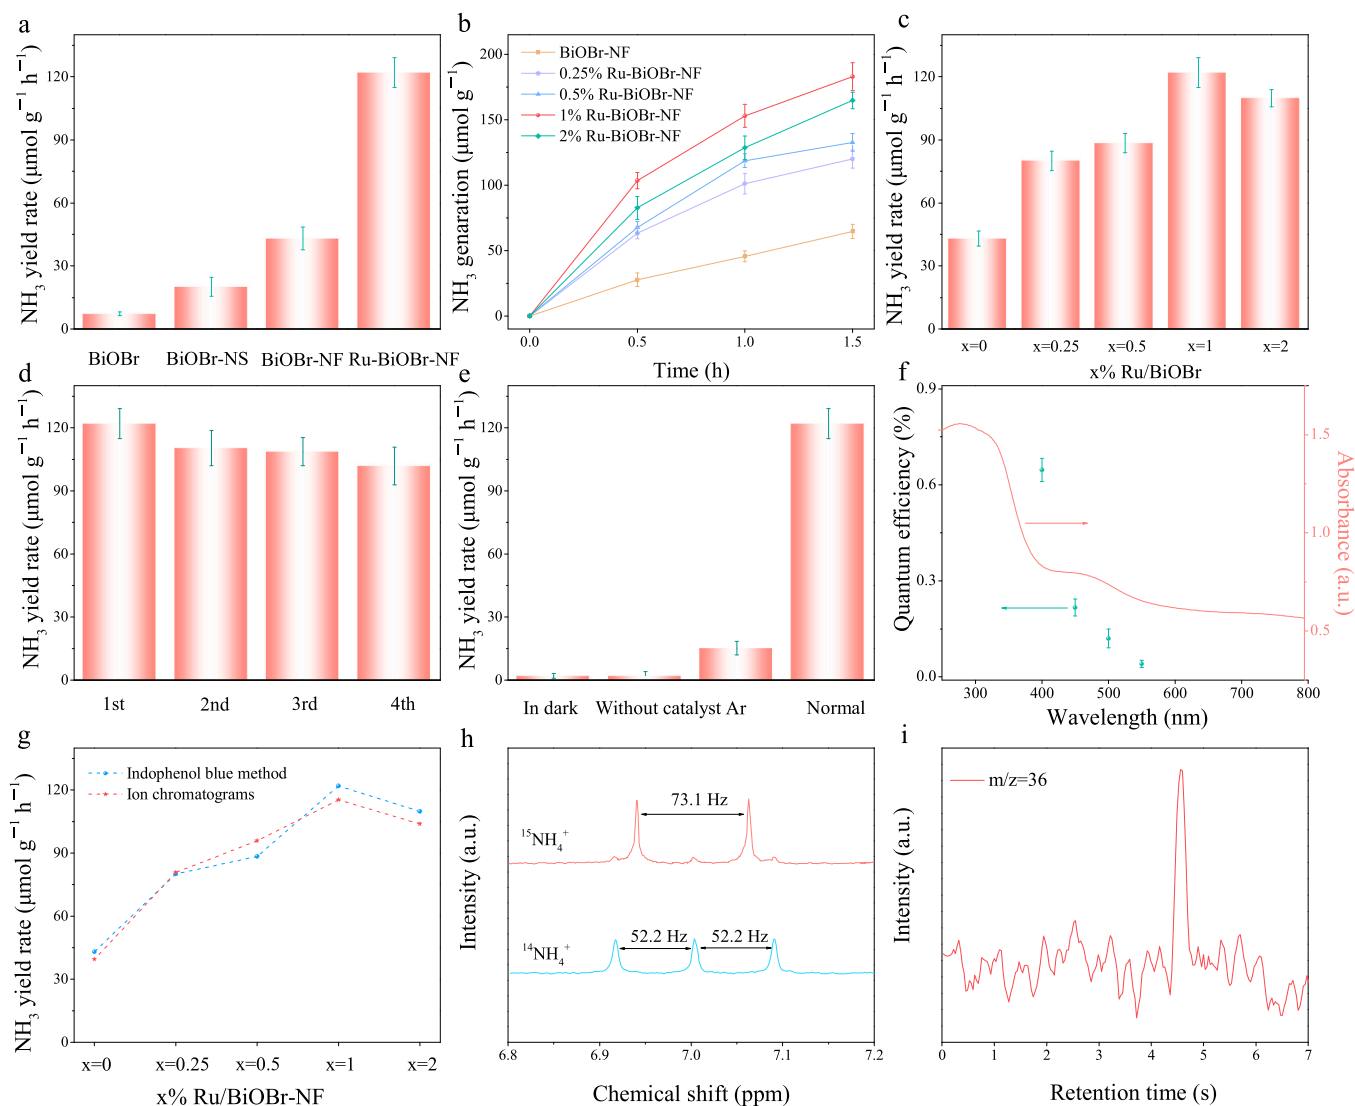 a
NH₃ yield rate (μmol g⁻¹ h⁻¹)
120
90
60
30
0
BiOBr BiOBr-NS BiOBr-NF Ru-BiOBr-NF
b
NH₃ genaration (μmol g⁻¹)
200
150
100
50
0
BiOBr-NF
0.25% Ru-BiOBr-NF
0.5% Ru-BiOBr-NF
1% Ru-BiOBr-NF
2% Ru-BiOBr-NF
0.0 0.5 1.0 1.5
Time (h)
c
NH₃ yield rate (μmol g⁻¹ h⁻¹)
120
90
60
30
0
x=0 x=0.25 x=0.5 x=1 x=2
x% Ru/BiOBr
d
NH₃ yield rate (μmol g⁻¹ h⁻¹)
120
90
60
30
0
1st 2nd 3rd 4th
e
NH₃ yield rate (μmol g⁻¹ h⁻¹)
120
90
60
30
0
In dark Without catalyst Ar Normal
f
Quantum efficiency (%)
0.9
0.6
0.3
0.0
300 400 500 600 700 800
Wavelength (nm)
1.5
1.0
0.5
Absorbance (a.u.)
g
NH₃ yield rate (μmol g⁻¹ h⁻¹)
120
90
60
30
0
Indophenol blue method
Ion chromatograms
x=0 x=0.25 x=0.5 x=1 x=2
x% Ru/BiOBr-NF
h
Intensity (a.u.)
73.1 Hz
¹⁵NH₄⁺
52.2 Hz 52.2 Hz
¹⁴NH₄⁺
6.8 6.9 7.0 7.1 7.2
Chemical shift (ppm)
i
Intensity (a.u.)
m/z=36
0 1 2 3 4 5 6 7
Retention time (s)